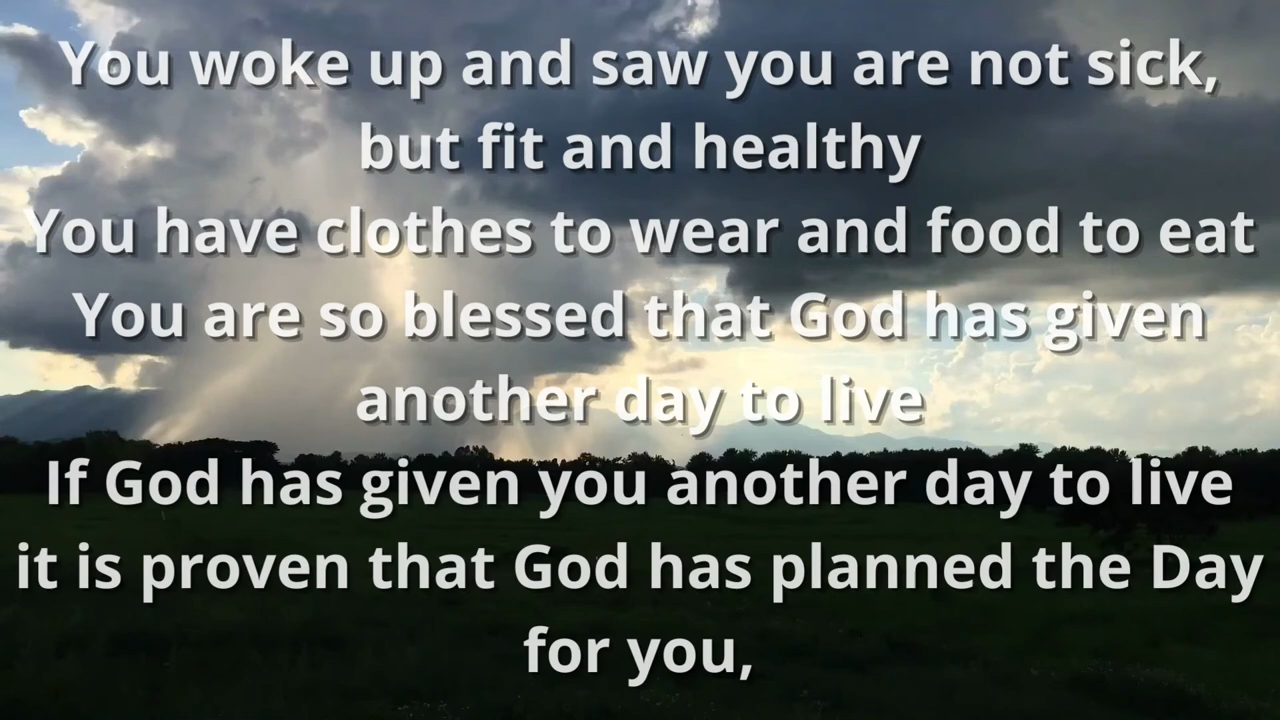 You woke up and saw you are not sick,
but fit and healthy
You have clothes to wear and food to eat
You are so blessed that God has given
another day to live
If God has given you another day to live
it is proven that God has planned the Day
for you,